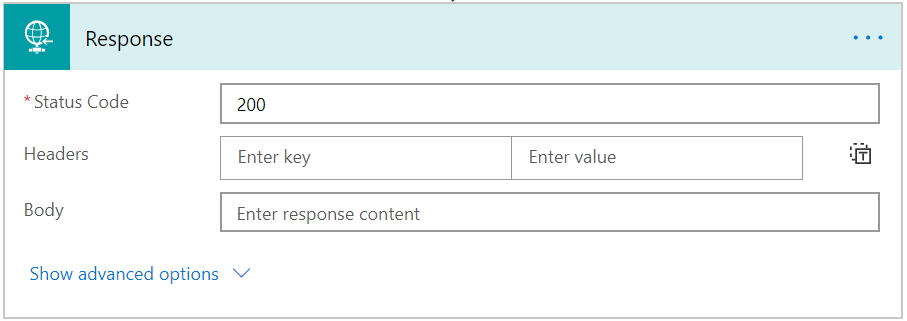 Response
* Status Code
200
Headers
Enter key
Enter value
Body
Enter response content
Show advanced options